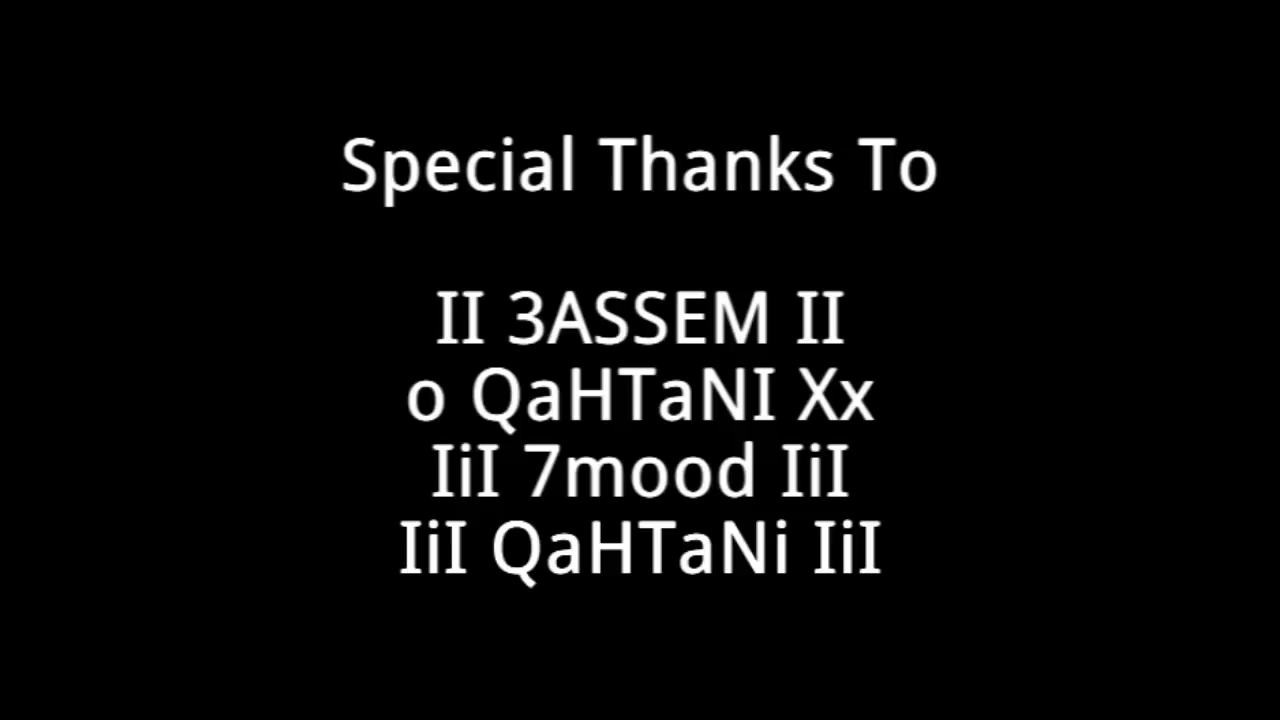 Special Thanks To
II 3ASSEM II
o QaHTaNI Xx
IiI 7mood IiI
IiI QaHTaNi IiI